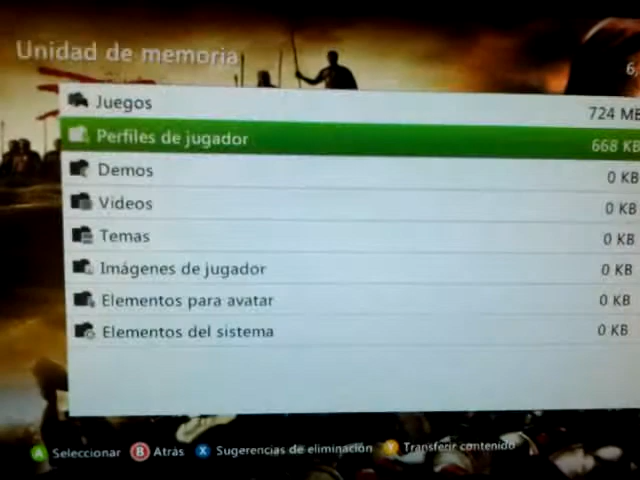 Unidad de memoria
6,
Juegos 724 MB
Perfiles de jugador 668 KB
Demos 0 KB
Videos 0 KB
Temas 0 KB
Imágenes de jugador 0 KB
Elementos para avatar 0 KB
Elementos del sistema 0 KB
A Seleccionar B Atrás X Sugerencias de eliminación Y Transferir contenido